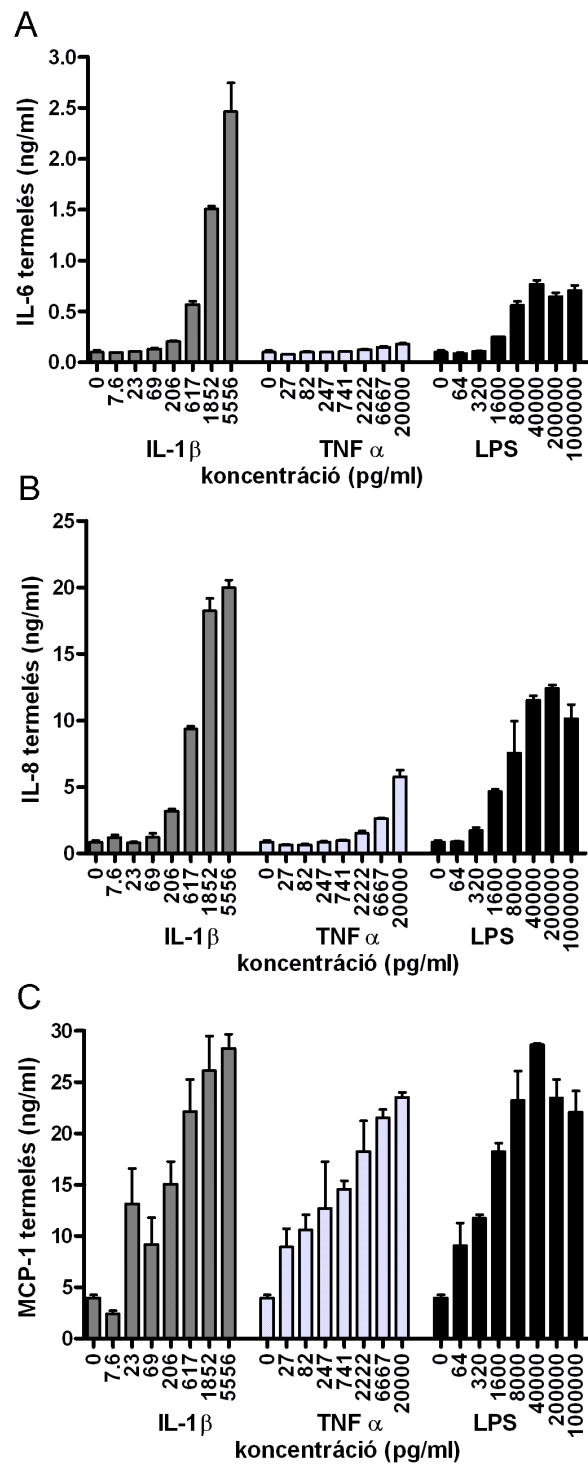 A
IL-6 termelés (ng/ml)
3.0
2.5
2.0
1.5
1.0
0.5
0.0
0 7.6 23 69 206 617 1852 5556 0 27 82 247 741 2222 6667 20000 0 64 320 1600 8000 40000 200000 1000000
IL-1β TNF α LPS
koncentráció (pg/ml)
B
IL-8 termelés (ng/ml)
25
20
15
10
5
0
0 7.6 23 69 206 617 1852 5556 0 27 82 247 741 2222 6667 20000 0 64 320 1600 8000 40000 200000 1000000
IL-1β TNF α LPS
koncentráció (pg/ml)
C
MCP-1 termelés (ng/ml)
30
25
20
15
10
5
0
0 7.6 23 69 206 617 1852 5556 0 27 82 247 741 2222 6667 20000 0 64 320 1600 8000 40000 200000 1000000
IL-1β TNF α LPS
koncentráció (pg/ml)